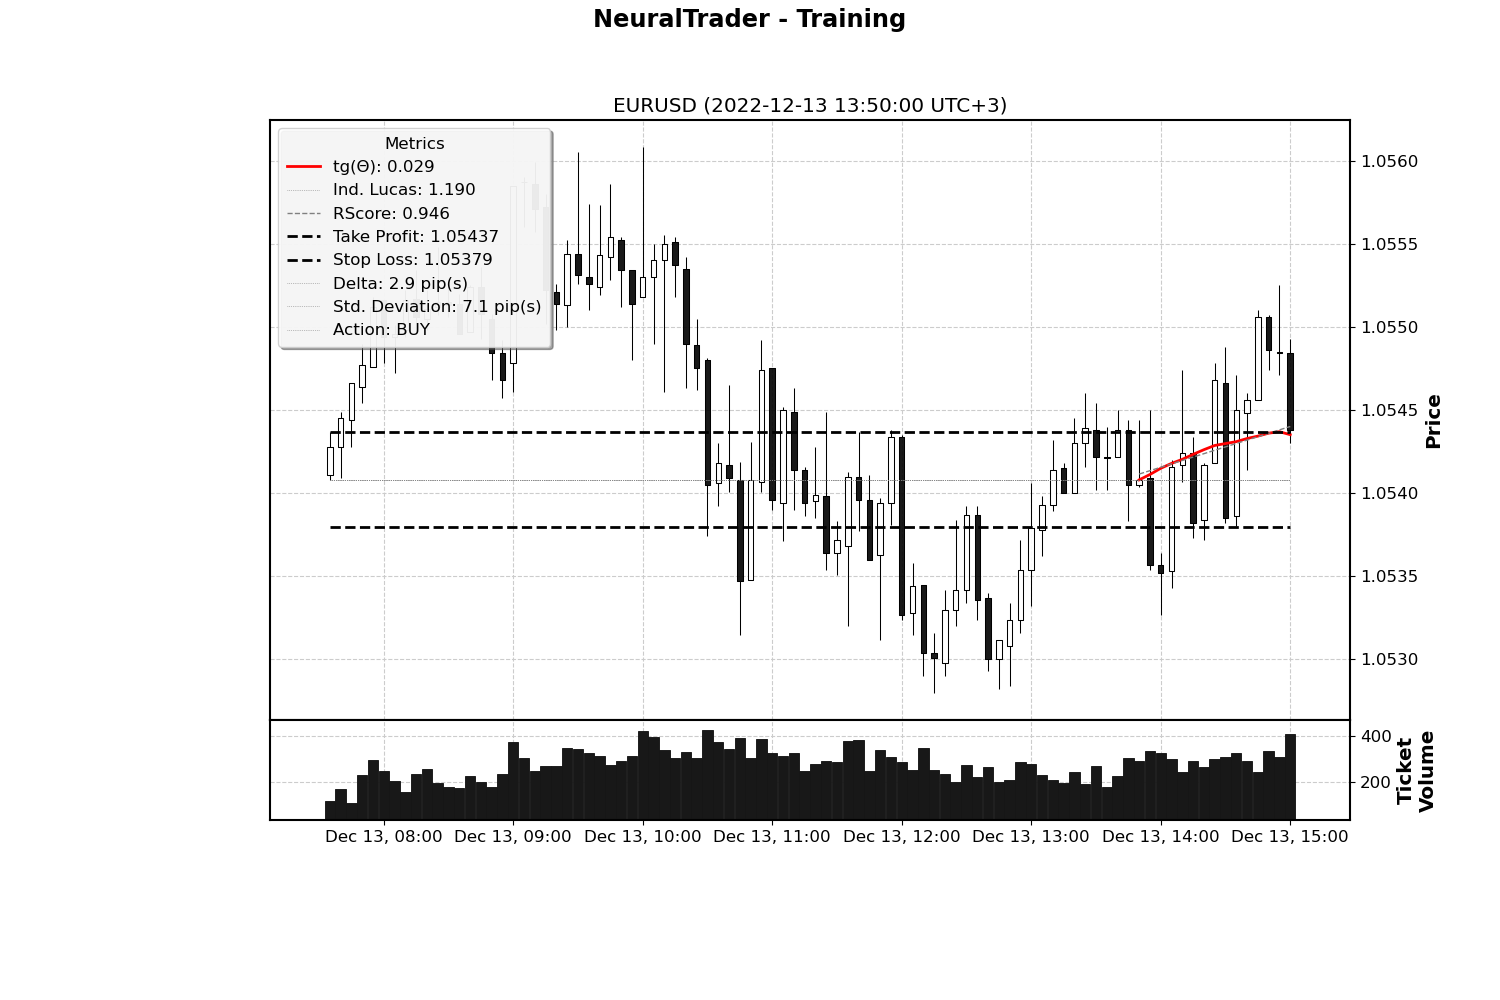 NeuralTrader - Training
EURUSD (2022-12-13 13:50:00 UTC+3)
Metrics
tg(Θ): 0.029
Ind. Lucas: 1.190
RScore: 0.946
Take Profit: 1.05437
Stop Loss: 1.05379
Delta: 2.9 pip(s)
Std. Deviation: 7.1 pip(s)
Action: BUY
1.0560
1.0555
1.0550
1.0545
1.0540
1.0535
1.0530
Price
400
200
Ticket
Volume
Dec 13, 08:00 Dec 13, 09:00 Dec 13, 10:00 Dec 13, 11:00 Dec 13, 12:00 Dec 13, 13:00 Dec 13, 14:00 Dec 13, 15:00